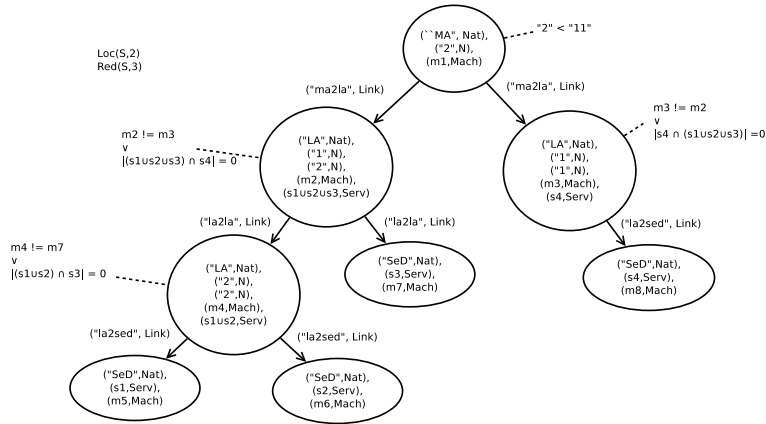 (``MA", Nat),
("2",N),
(m1,Mach)
"2" < "11"
Loc(S,2)
Red(S,3)
("ma2la", Link)
("ma2la", Link)
m2 != m3
v
|(s1∪s2∪s3) ∩ s4| = 0
("LA",Nat),
("1",N),
("2",N),
(m2,Mach),
(s1∪s2∪s3,Serv)
("LA",Nat),
("1",N),
("1",N),
(m3,Mach),
(s4,Serv)
m3 != m2
v
|s4 ∩ (s1∪s2∪s3)| =0
("la2la", Link)
("la2la", Link)
("la2sed", Link)
m4 != m7
v
|(s1∪s2) ∩ s3| = 0
("LA",Nat),
("2",N),
("2",N),
(m4,Mach),
(s1∪s2,Serv)
("SeD",Nat),
(s3,Serv),
(m7,Mach)
("SeD",Nat),
(s4,Serv),
(m8,Mach)
("la2sed", Link)
("la2sed", Link)
("SeD",Nat),
(s1,Serv),
(m5,Mach)
("SeD",Nat),
(s2,Serv),
(m6,Mach)